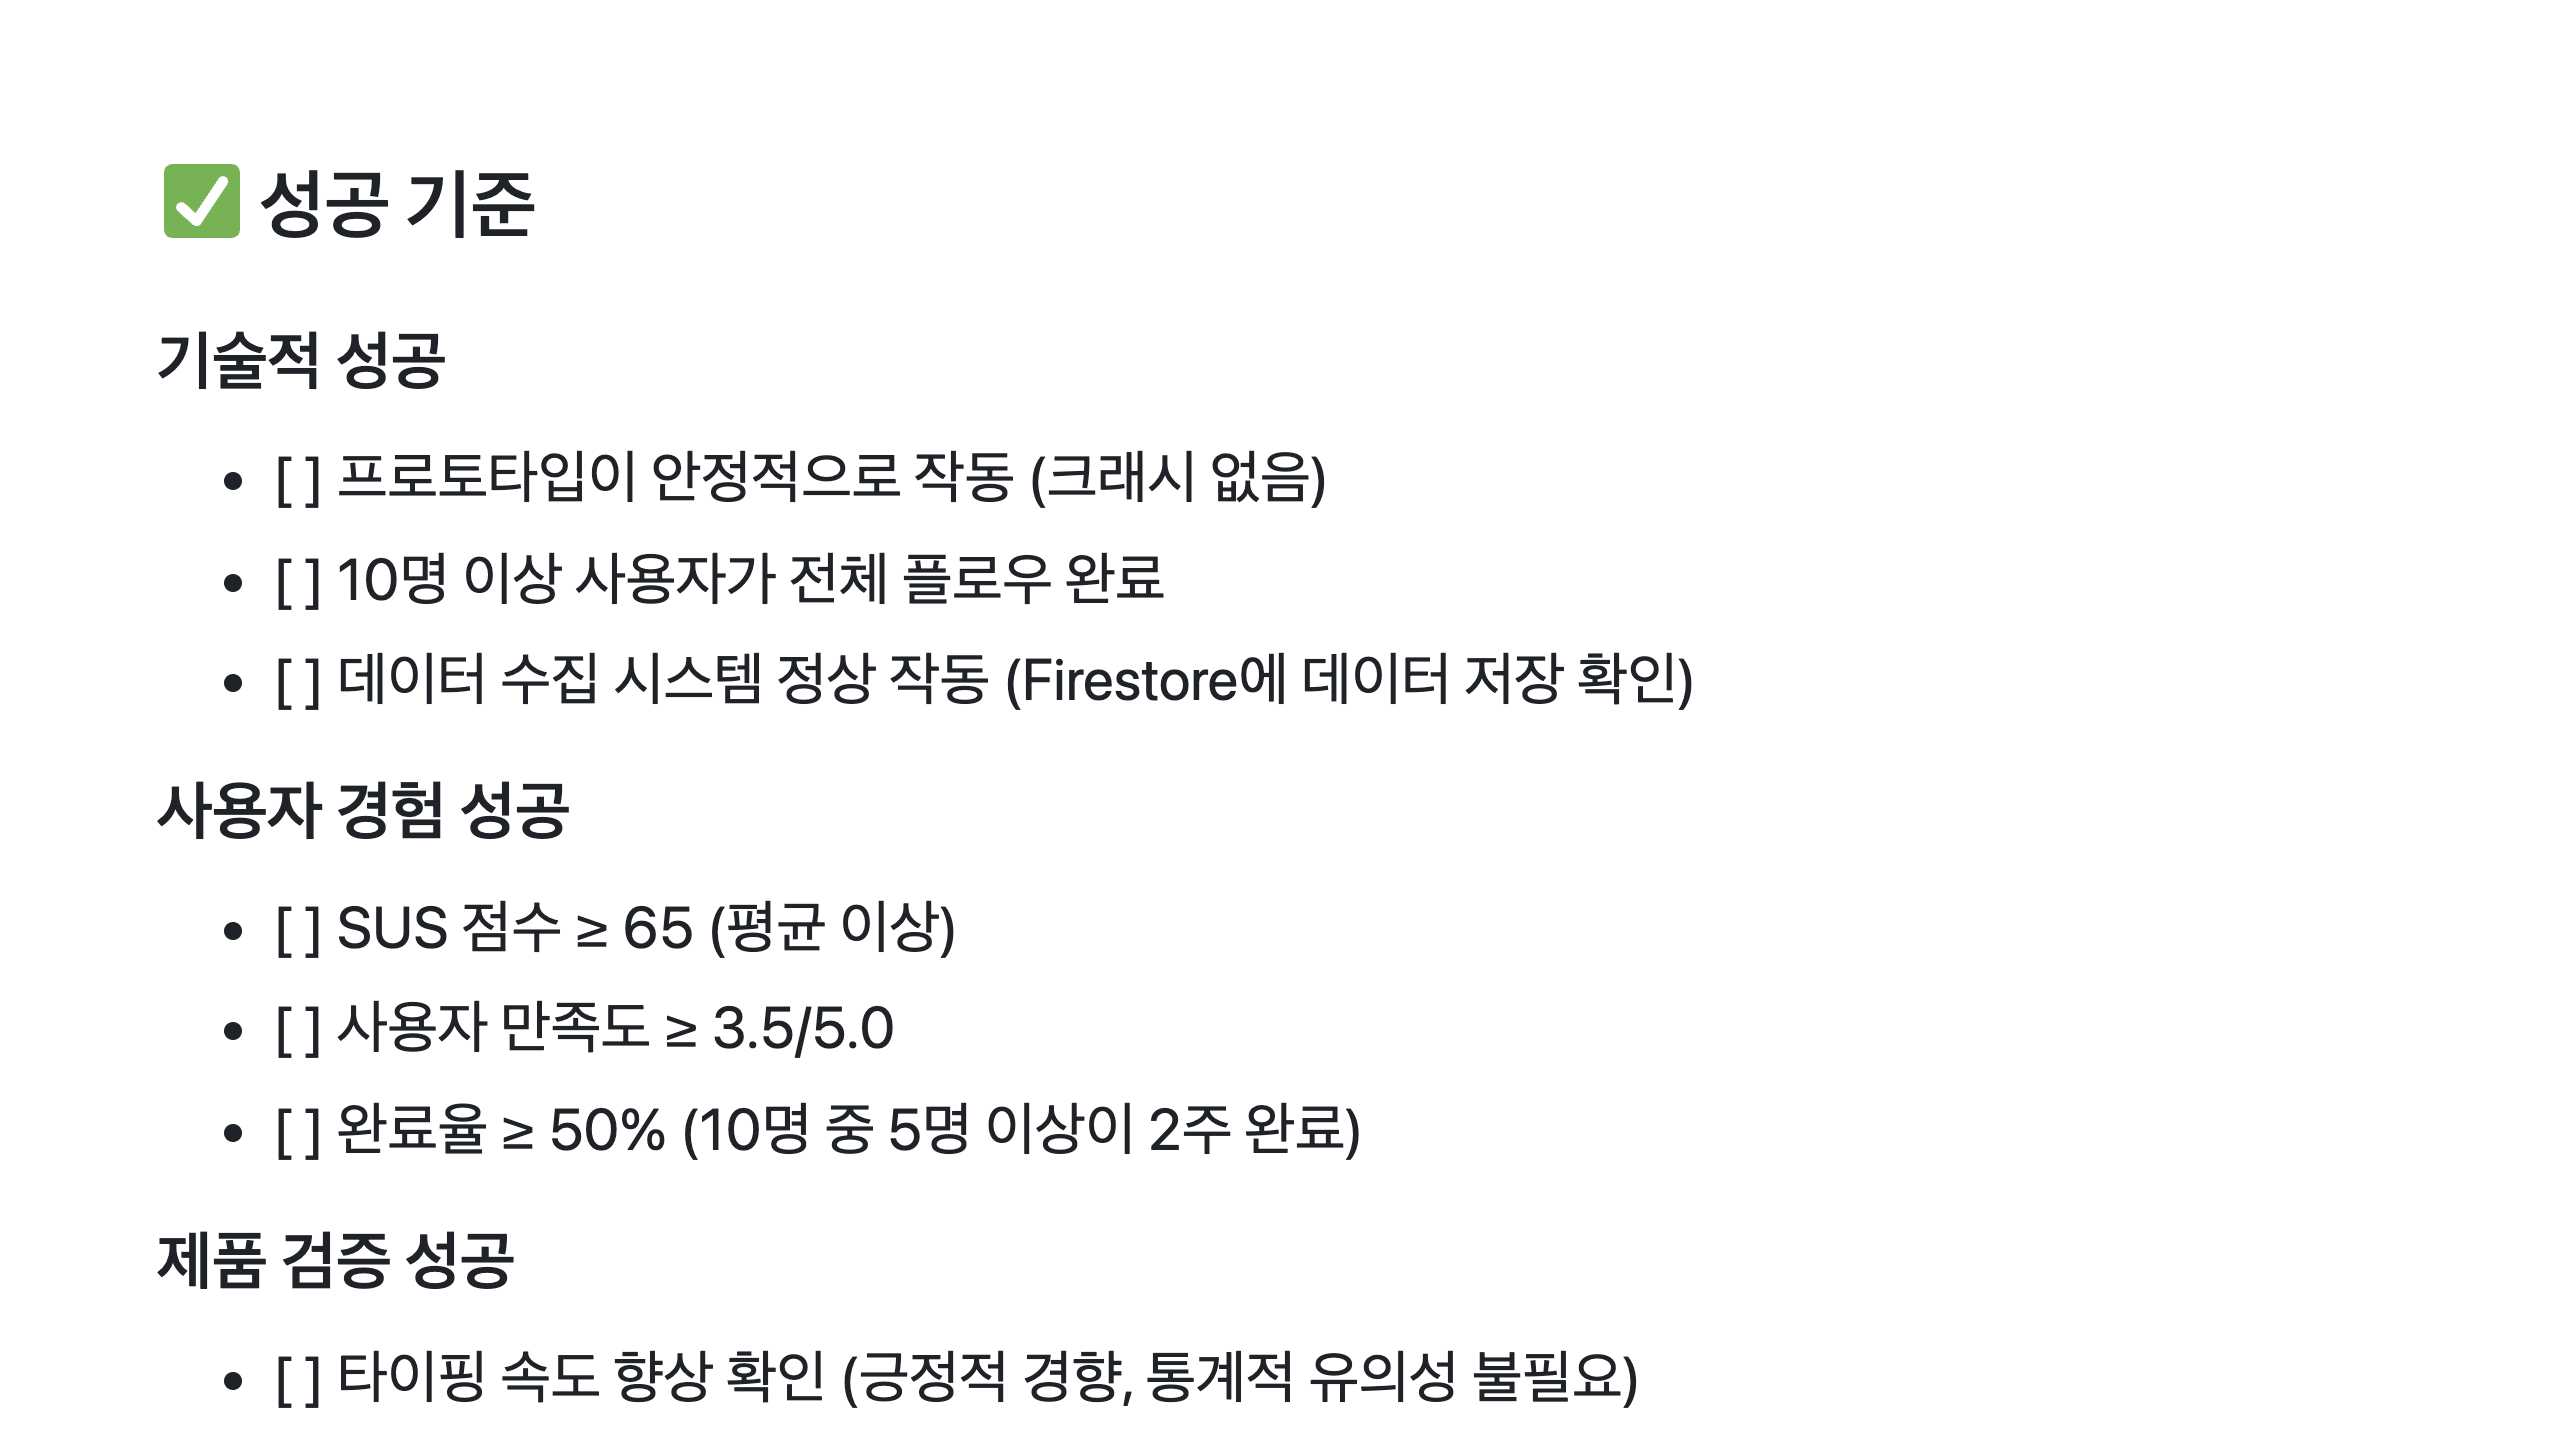 ✅ 성공 기준
기술적 성공
• [ ] 프로토타입이 안정적으로 작동 (크래시 없음)
• [ ] 10명 이상 사용자가 전체 플로우 완료
• [ ] 데이터 수집 시스템 정상 작동 (Firestore에 데이터 저장 확인)
사용자 경험 성공
• [ ] SUS 점수 ≥ 65 (평균 이상)
• [ ] 사용자 만족도 ≥ 3.5/5.0
• [ ] 완료율 ≥ 50% (10명 중 5명 이상이 2주 완료)
제품 검증 성공
• [ ] 타이핑 속도 향상 확인 (긍정적 경향, 통계적 유의성 불필요)